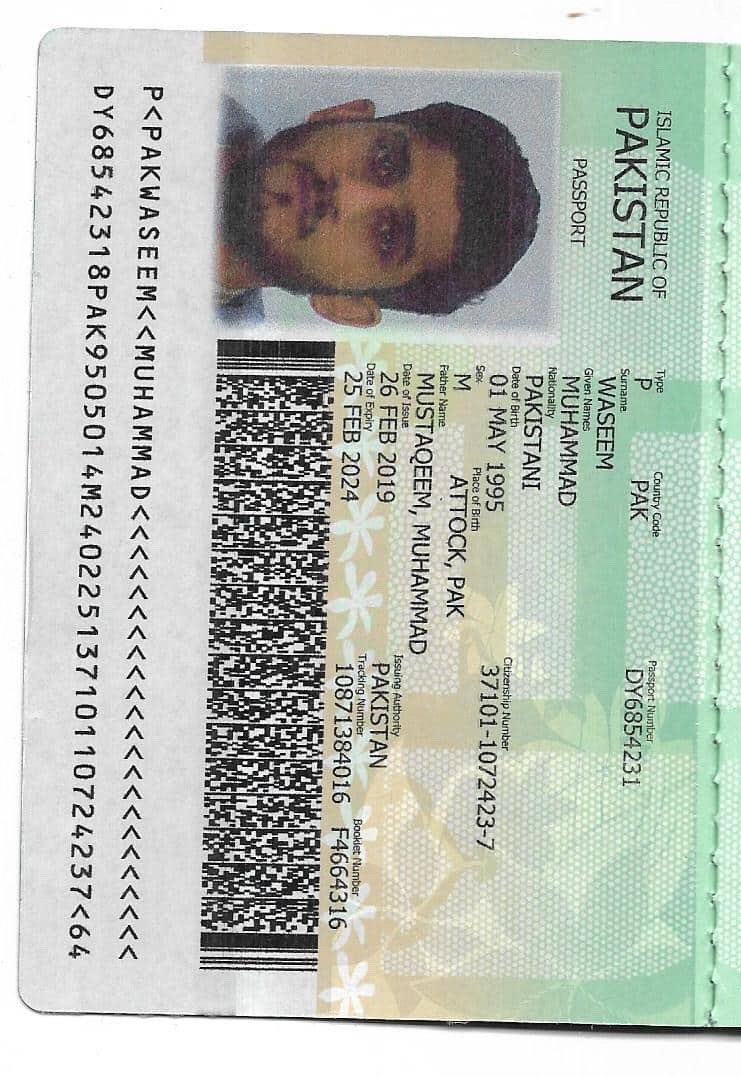 ISLAMIC REPUBLIC OF
PAKISTAN
PASSPORT
Type Country Code Passport Number
P PAK DY6854231
Surname
WASEEM
Given Names
MUHAMMAD
Nationality
PAKISTANI
Date of Birth Citizenship Number
01 MAY 1995 37101-1072423-7
Sex Place of Birth
M ATTOCK, PAK
Father Name
MUSTAQEEM, MUHAMMAD
Date of Issue Issuing Authority
26 FEB 2019 PAKISTAN
Date of Expiry Tracking Number Booklet Number
25 FEB 2024 10871384016 F4664316
P<PAKWASEEM<<MUHAMMAD<<<<<<<<<<<<<<<<<<<<<<<
DY68542318PAK9505014M24022513710110724237<64